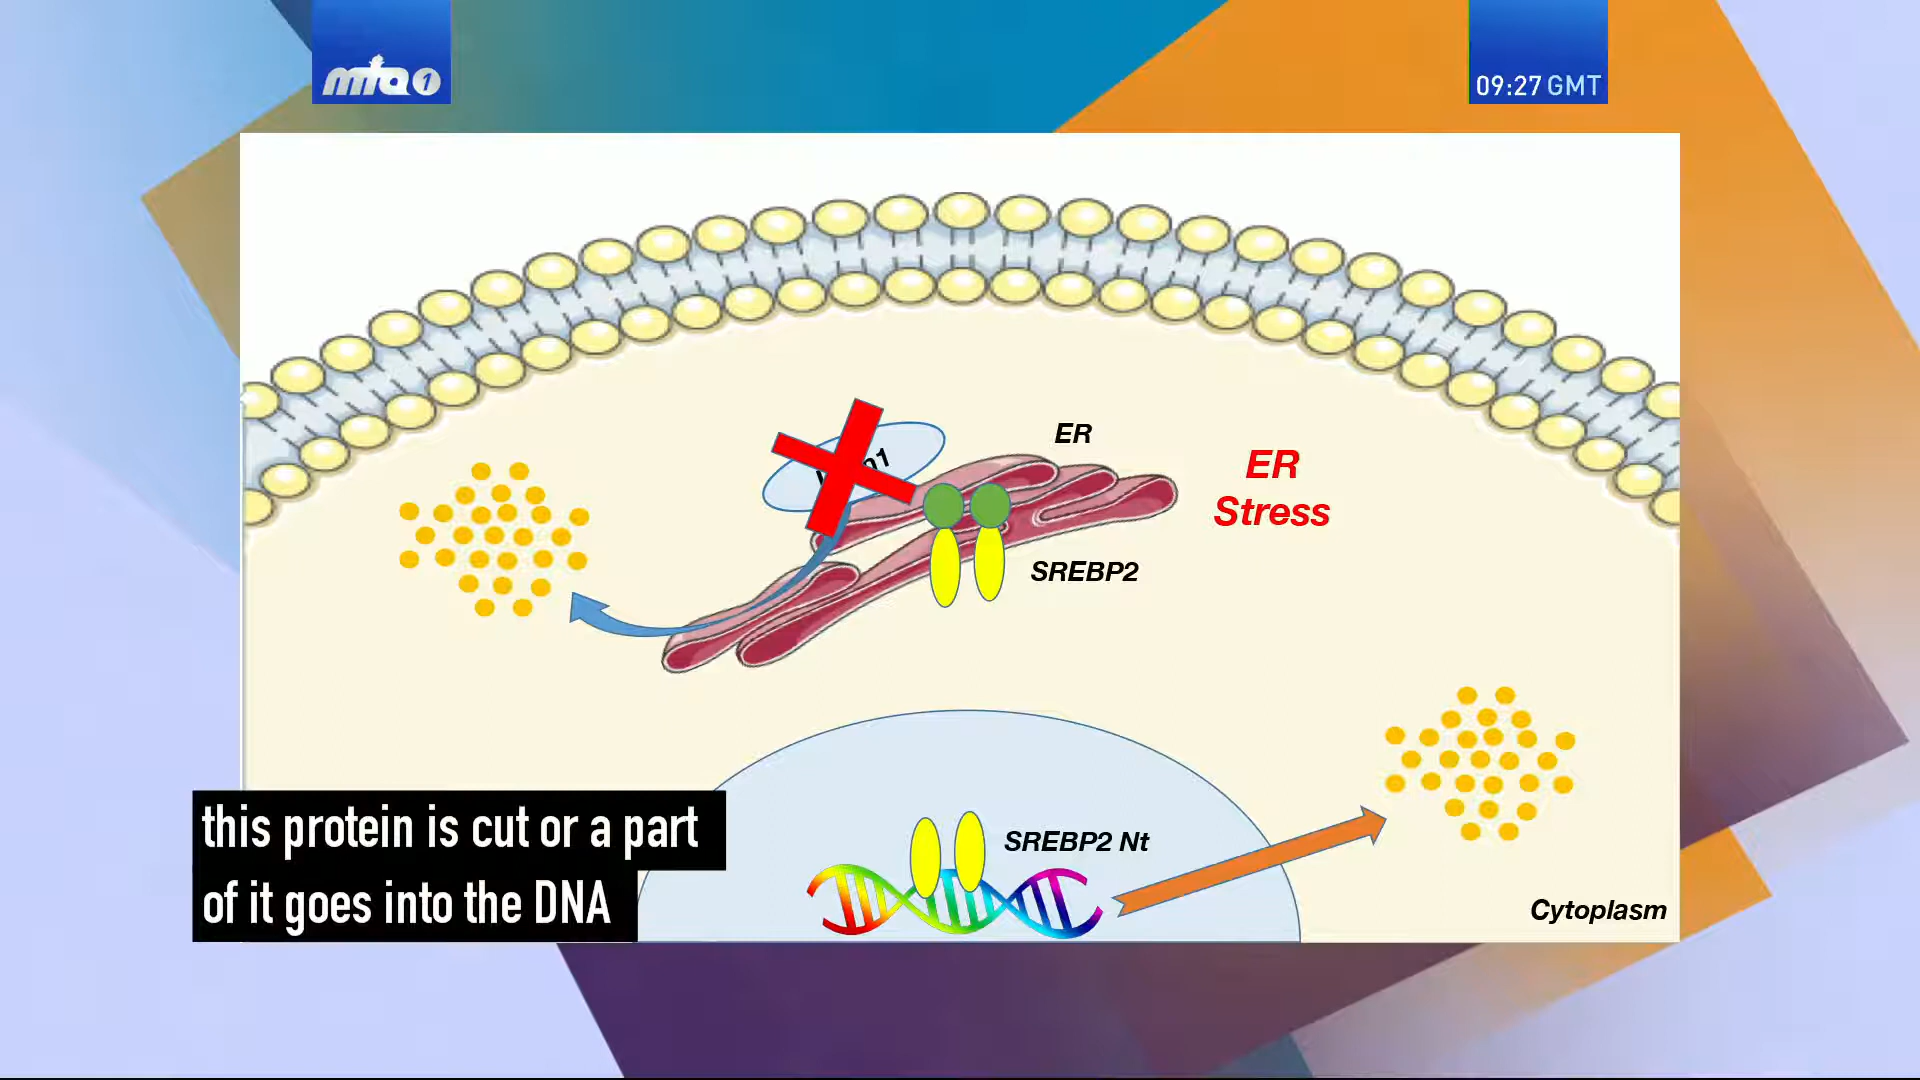 mta1
09:27 GMT
ER
ER
Stress
SREBP2
SREBP2 Nt
Cytoplasm
this protein is cut or a part
of it goes into the DNA